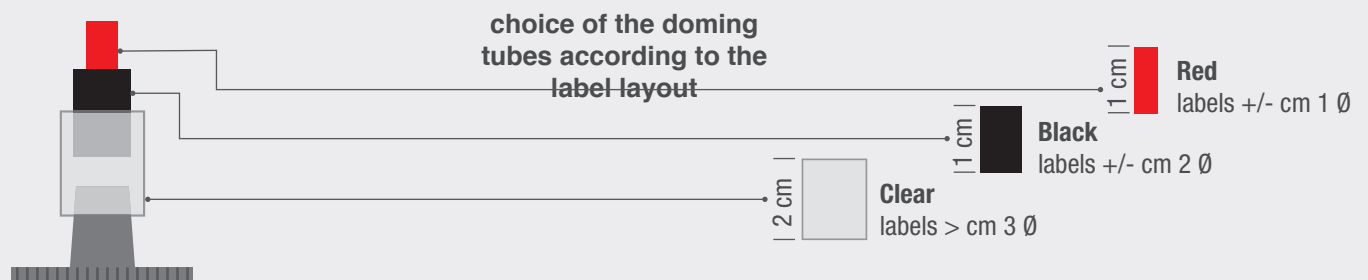 choice of the doming
tubes according to the
label layout
1 cm
Red
labels +/- cm 1 Ø
1 cm
Black
labels +/- cm 2 Ø
2 cm
Clear
labels > cm 3 Ø